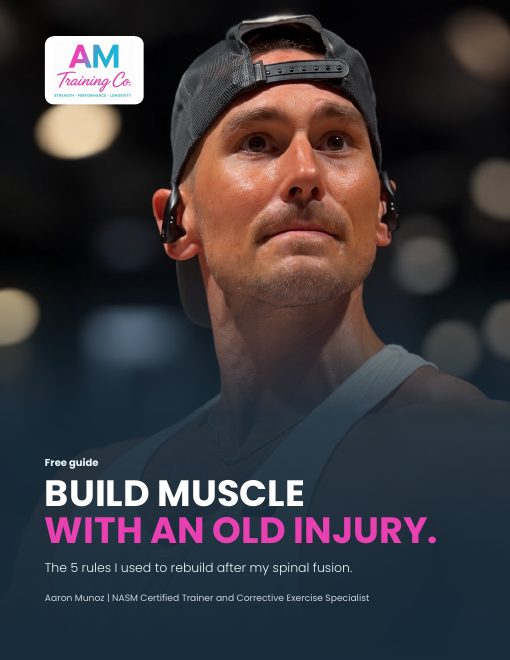 AM
Training Co.
STRENGTH • PERFORMANCE • LONGEVITY
Free guide
BUILD MUSCLE
WITH AN OLD INJURY.
The 5 rules I used to rebuild after my spinal fusion.
Aaron Munoz | NASM Certified Trainer and Corrective Exercise Specialist